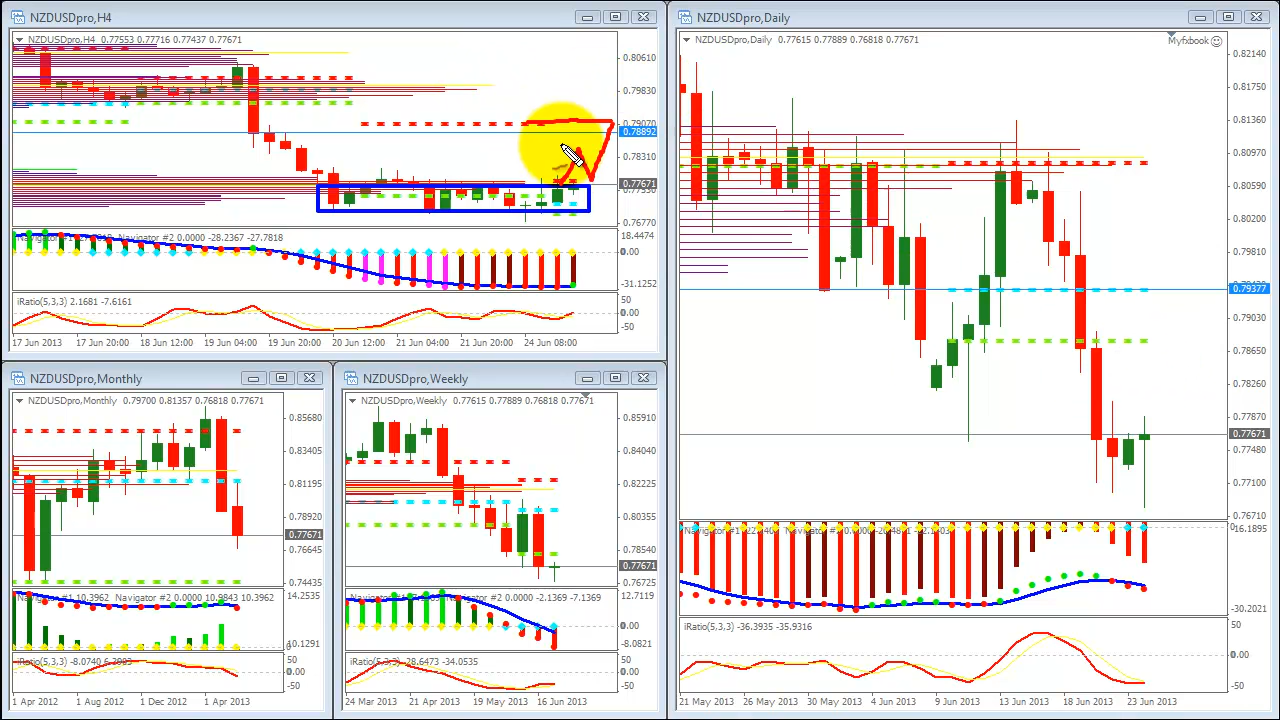 NZDUSDpro,H4
NZDUSDpro,H4 0.77553 0.77716 0.77437 0.77671
0.80610
0.79830
0.79070
0.78892
0.78310
0.77671
0.76770
Navigator #2 0.0000 -28.2367 -27.7818
18.4474
0.00
-31.1252
iRatio(5,3,3) 2.1681 -7.6161
50
0.00
-50
17 Jun 2013
17 Jun 20:00
18 Jun 12:00
19 Jun 04:00
19 Jun 20:00
20 Jun 12:00
21 Jun 04:00
21 Jun 20:00
24 Jun 08:00
NZDUSDpro,Monthly
NZDUSDpro,Monthly 0.79700 0.81357 0.76818 0.77671
0.85680
0.83405
0.81195
0.78920
0.77671
0.76645
0.74435
Navigator #1 10.3962 Navigator #2 0.0000 10.9843 10.3962
14.2535
10.1291
50
0.00
-50
1 Apr 2012
1 Aug 2012
1 Dec 2012
1 Apr 2013
NZDUSDpro,Weekly
NZDUSDpro,Weekly 0.77615 0.77889 0.76818 0.77671
0.85910
0.84040
0.82225
0.80355
0.78540
0.77671
0.76725
Navigator #2 0.0000 -2.1369 -7.1369
12.7119
0.00
-8.0821
iRatio(5,3,3) -28.6473 -34.0535
50
0.00
-50
24 Mar 2013
21 Apr 2013
19 May 2013
16 Jun 2013
NZDUSDpro,Daily
NZDUSDpro,Daily 0.77615 0.77889 0.76818 0.77671
Myfxbook
0.82140
0.81360
0.80970
0.80590
0.80200
0.79810
0.79377
0.79030
0.78650
0.78260
0.77870
0.77671
0.77480
0.77100
0.76710
16.1895
-30.2021
iRatio(5,3,3) -36.3935 -35.9316
50
0.00
-50
21 May 2013
26 May 2013
30 May 2013
4 Jun 2013
9 Jun 2013
13 Jun 2013
18 Jun 2013
23 Jun 2013